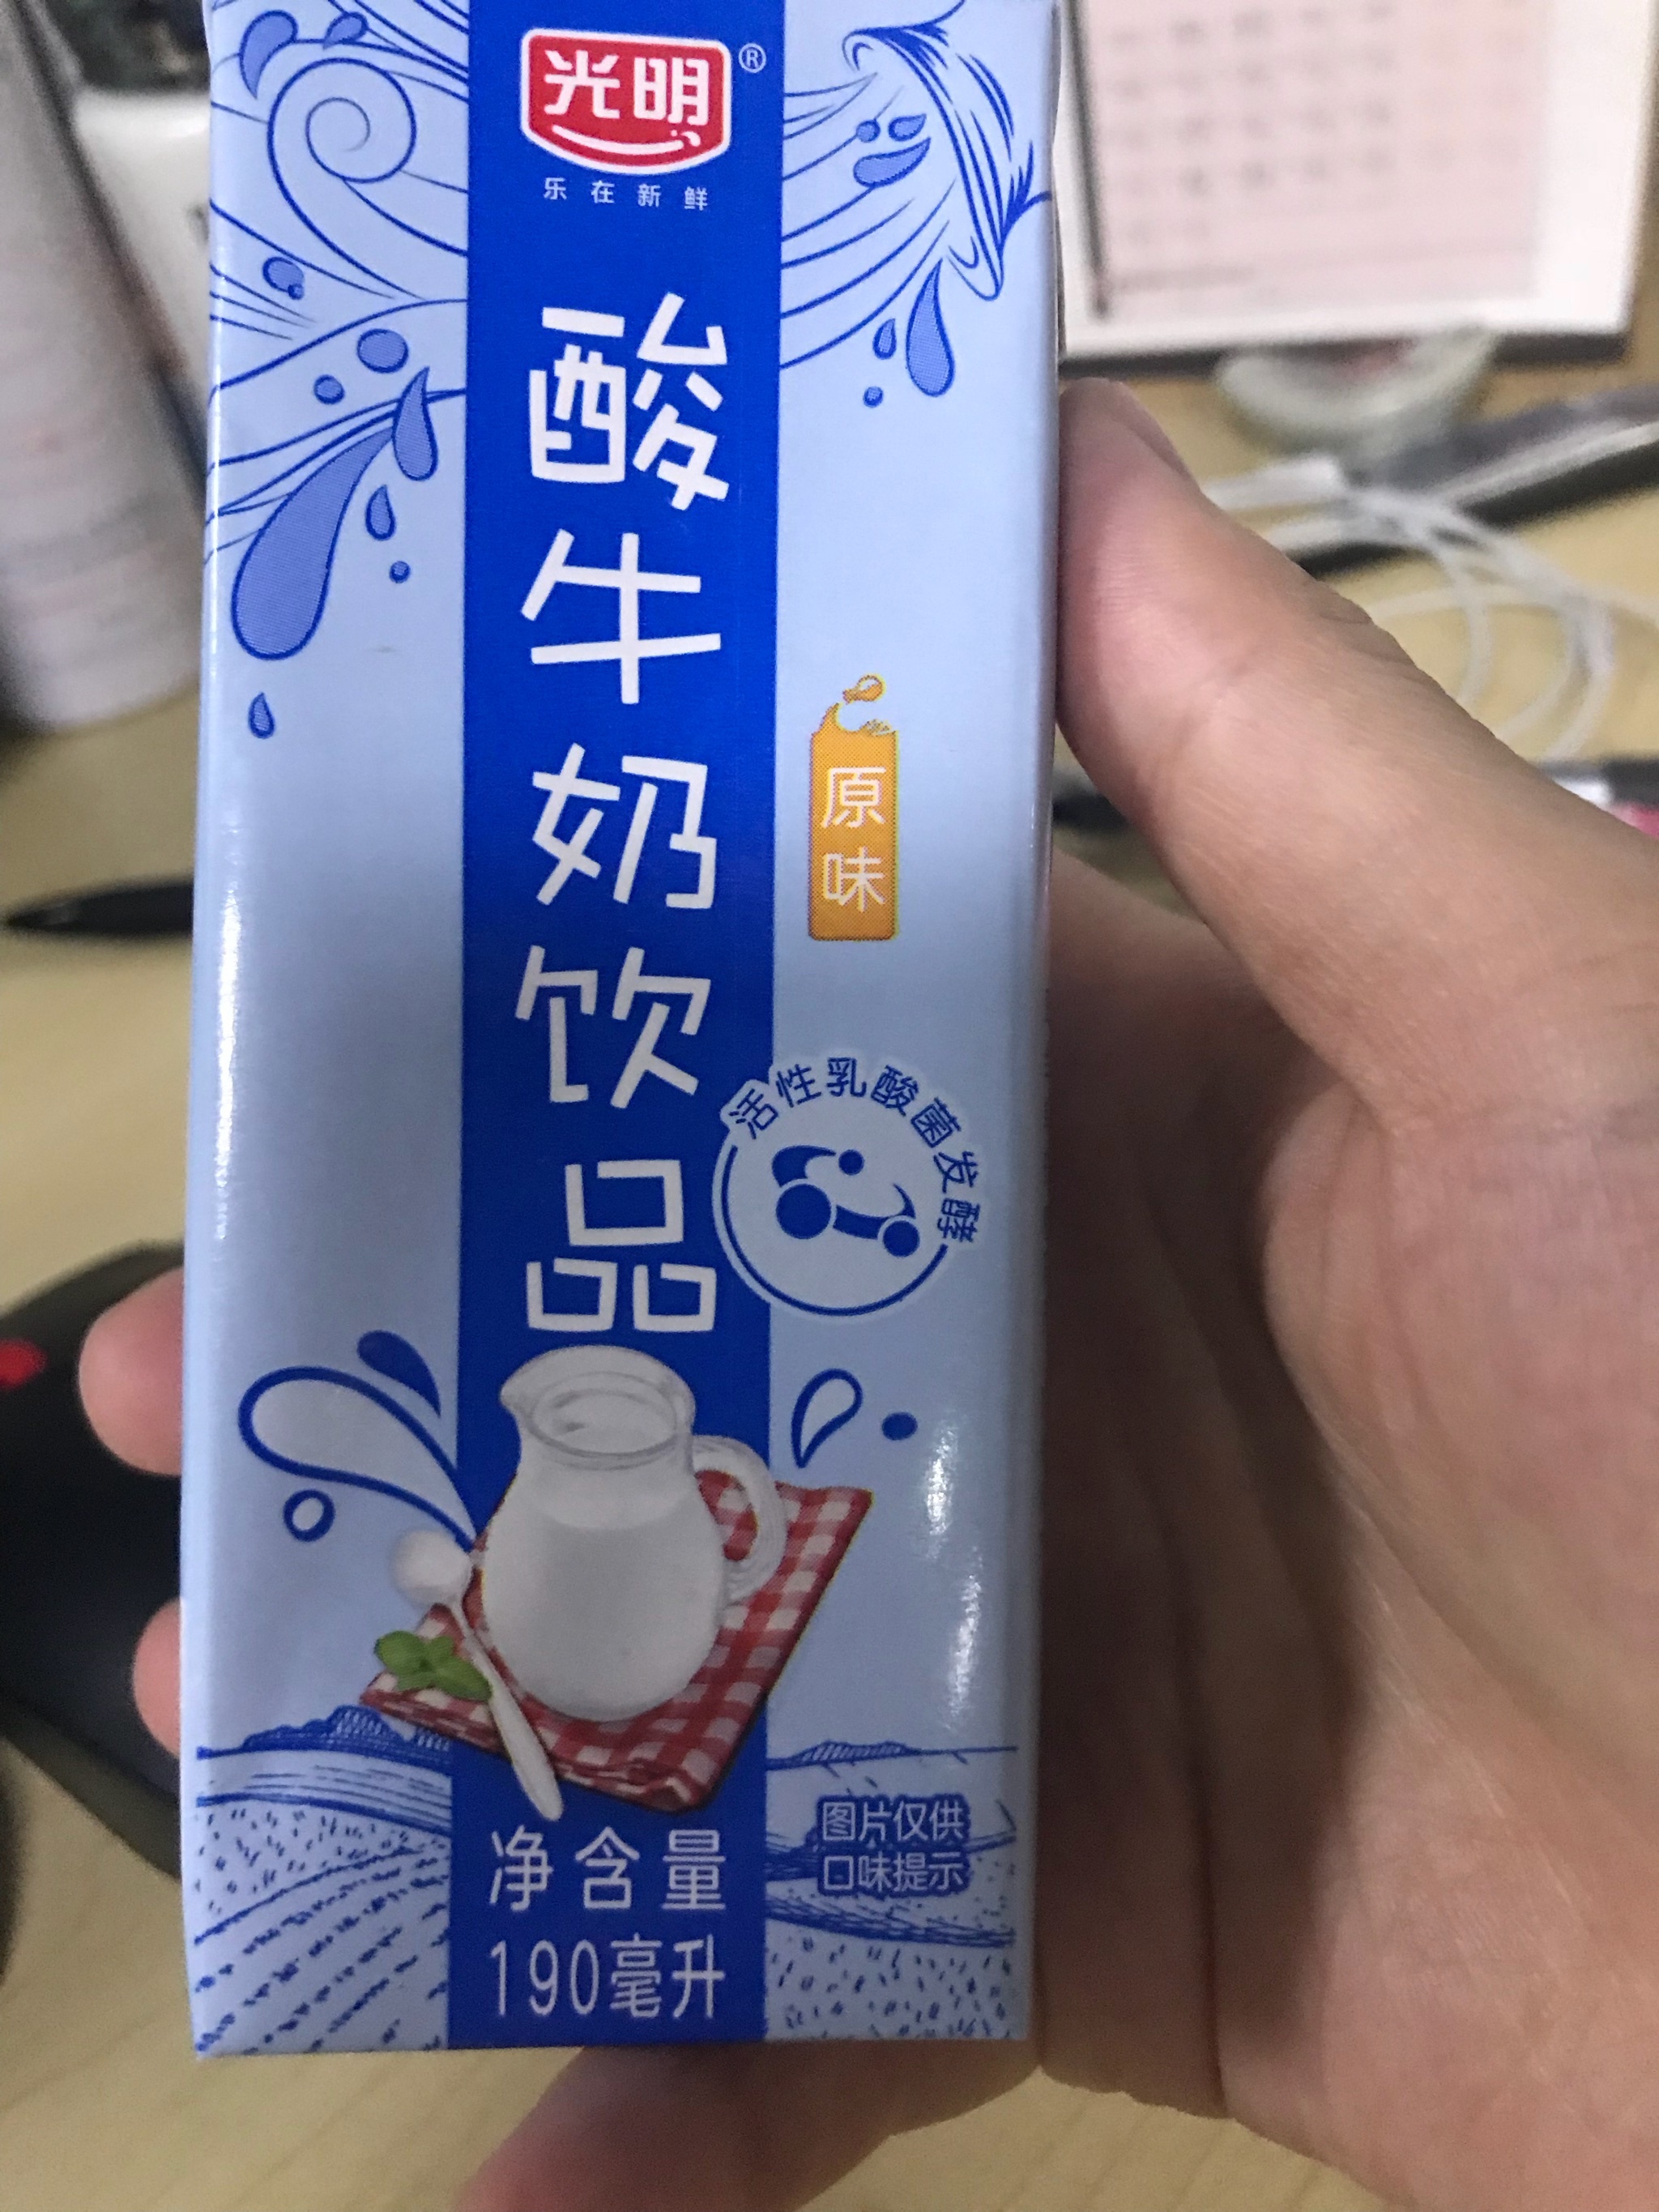 光明®
乐在新鲜
酸牛奶饮品
原味
活性乳酸菌发酵
图片仅供
口味提示
净含量
190毫升